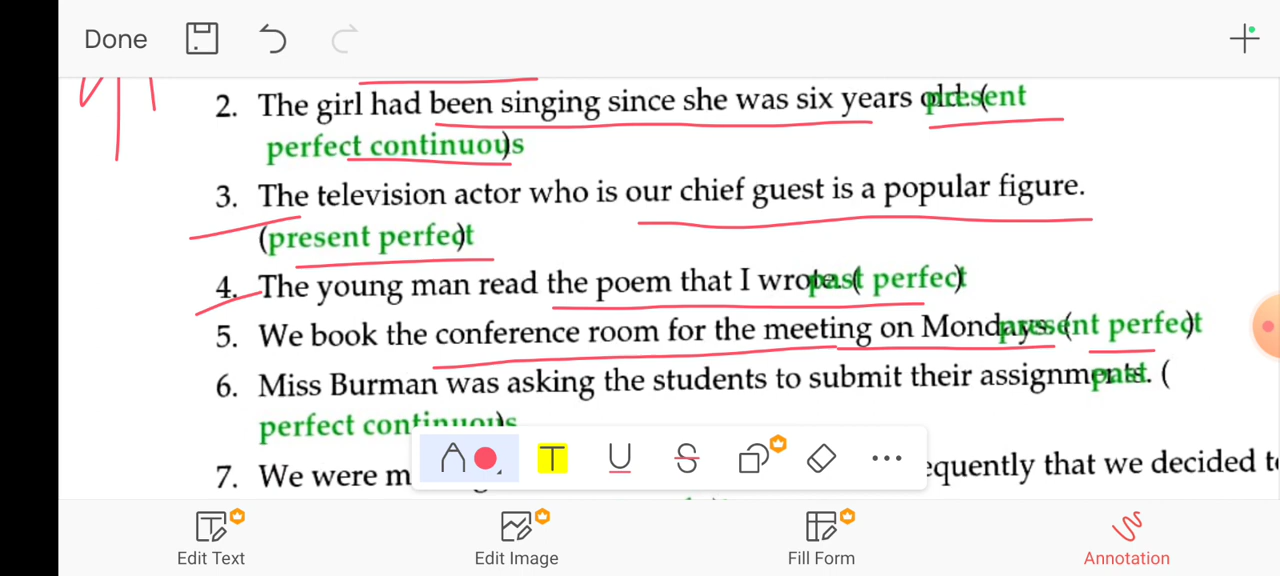 Done
2. The girl had been singing since she was six years old. (present
perfect continuous)
3. The television actor who is our chief guest is a popular figure.
(present perfect)
4. The young man read the poem that I wrote. (past perfect)
5. We book the conference room for the meeting on Mondays. (present perfect)
6. Miss Burman was asking the students to submit their assignments. (past
perfect continuous)
7. We were equently that we decided to
T U S
Edit Text Edit Image Fill Form Annotation